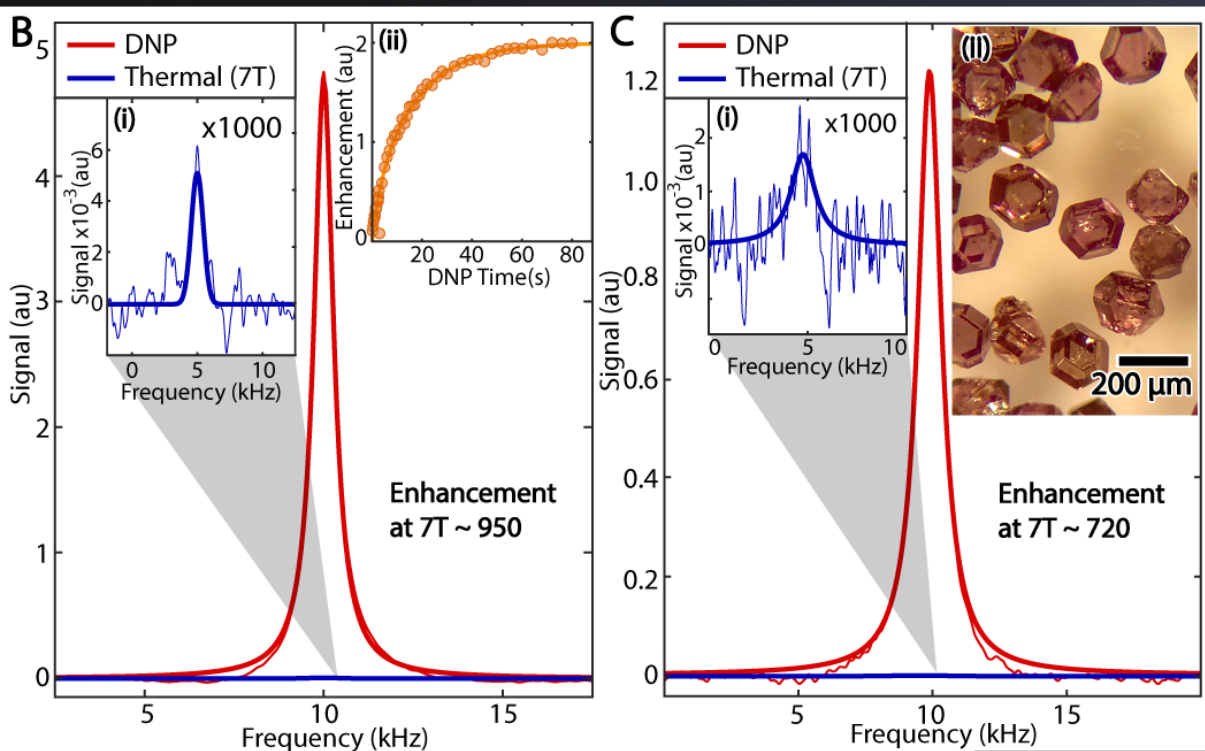 B
DNP
Thermal (7T)
(i)
x1000
Signal x10-3(au)
6
4
2
0
0
5
10
Frequency (kHz)
(ii)
Enhancement (au)
2
1
0
20
40
60
80
DNP Time(s)
Signal (au)
5
4
3
2
1
0
Enhancement
at 7T ~ 950
5
10
15
Frequency (kHz)
C
DNP
Thermal (7T)
(i)
x1000
Signal x10-3(au)
2
1
0
0
5
10
Frequency (kHz)
(ii)
200 µm
Signal (au)
1.2
1.0
0.8
0.6
0.4
0.2
0
Enhancement
at 7T ~ 720
5
10
15
Frequency (kHz)